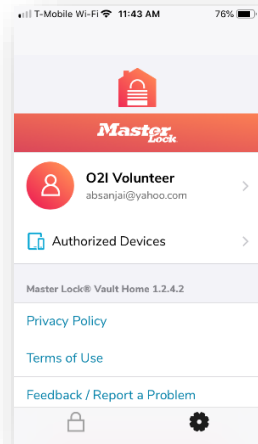 T-Mobile Wi-Fi 11:43 AM 76%
Master Lock
O2I Volunteer
absanjai@yahoo.com
Authorized Devices
Master Lock® Vault Home 1.2.4.2
Privacy Policy
Terms of Use
Feedback / Report a Problem